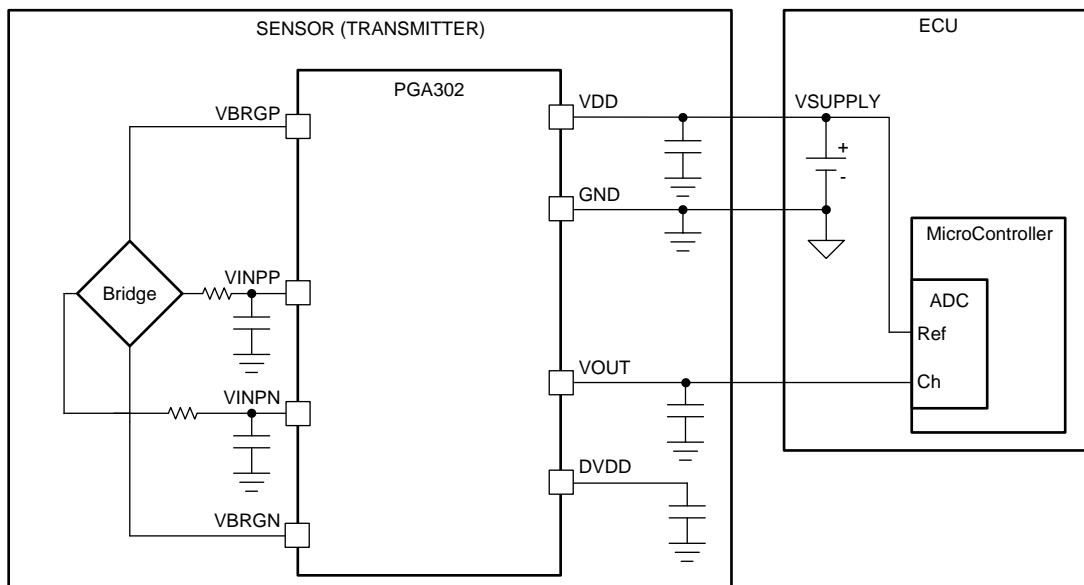 SENSOR (TRANSMITTER)
ECU
PGA302
VBRGP
VDD
VSUPPLY
+
-
GND
MicroController
VINPP
Bridge
ADC
Ref
VOUT
Ch
VINPN
DVDD
VBRGN